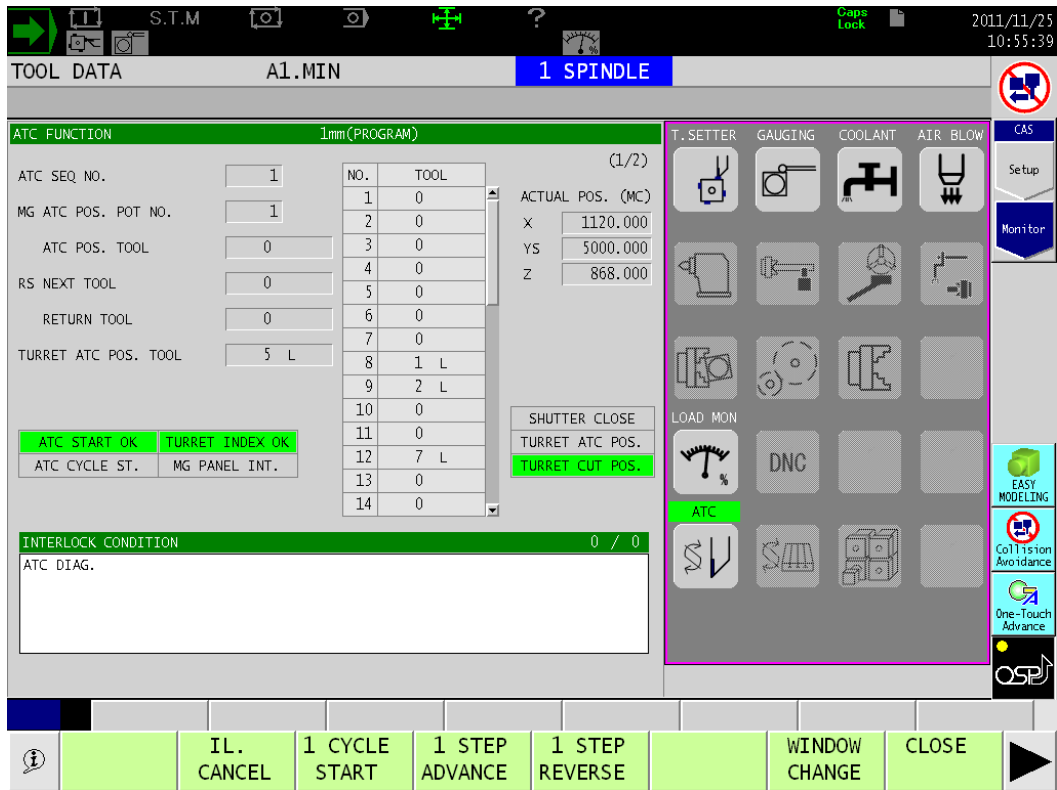 S.T.M ? Caps Lock 2011/11/25
% 10:55:39
TOOL DATA A1.MIN 1 SPINDLE
ATC FUNCTION 1mm(PROGRAM)
(1/2)
ATC SEQ NO. 1
MG ATC POS. POT NO. 1
ATC POS. TOOL 0
RS NEXT TOOL 0
RETURN TOOL 0
TURRET ATC POS. TOOL 5 L
NO. TOOL
1 0
2 0
3 0
4 0
5 0
6 0
7 0
8 1 L
9 2 L
10 0
11 0
12 7 L
13 0
14 0
ACTUAL POS. (MC)
X 1120.000
YS 5000.000
Z 868.000
ATC START OK TURRET INDEX OK
ATC CYCLE ST. MG PANEL INT.
SHUTTER CLOSE
TURRET ATC POS.
TURRET CUT POS.
INTERLOCK CONDITION 0 / 0
ATC DIAG.
T.SETTER GAUGING COOLANT AIR BLOW
LOAD MON
%
DNC
ATC
CAS
Setup
Monitor
EASY
MODELING
Collision
Avoidance
One-Touch
Advance
OSP
IL.
CANCEL
1 CYCLE
START
1 STEP
ADVANCE
1 STEP
REVERSE
WINDOW
CHANGE
CLOSE